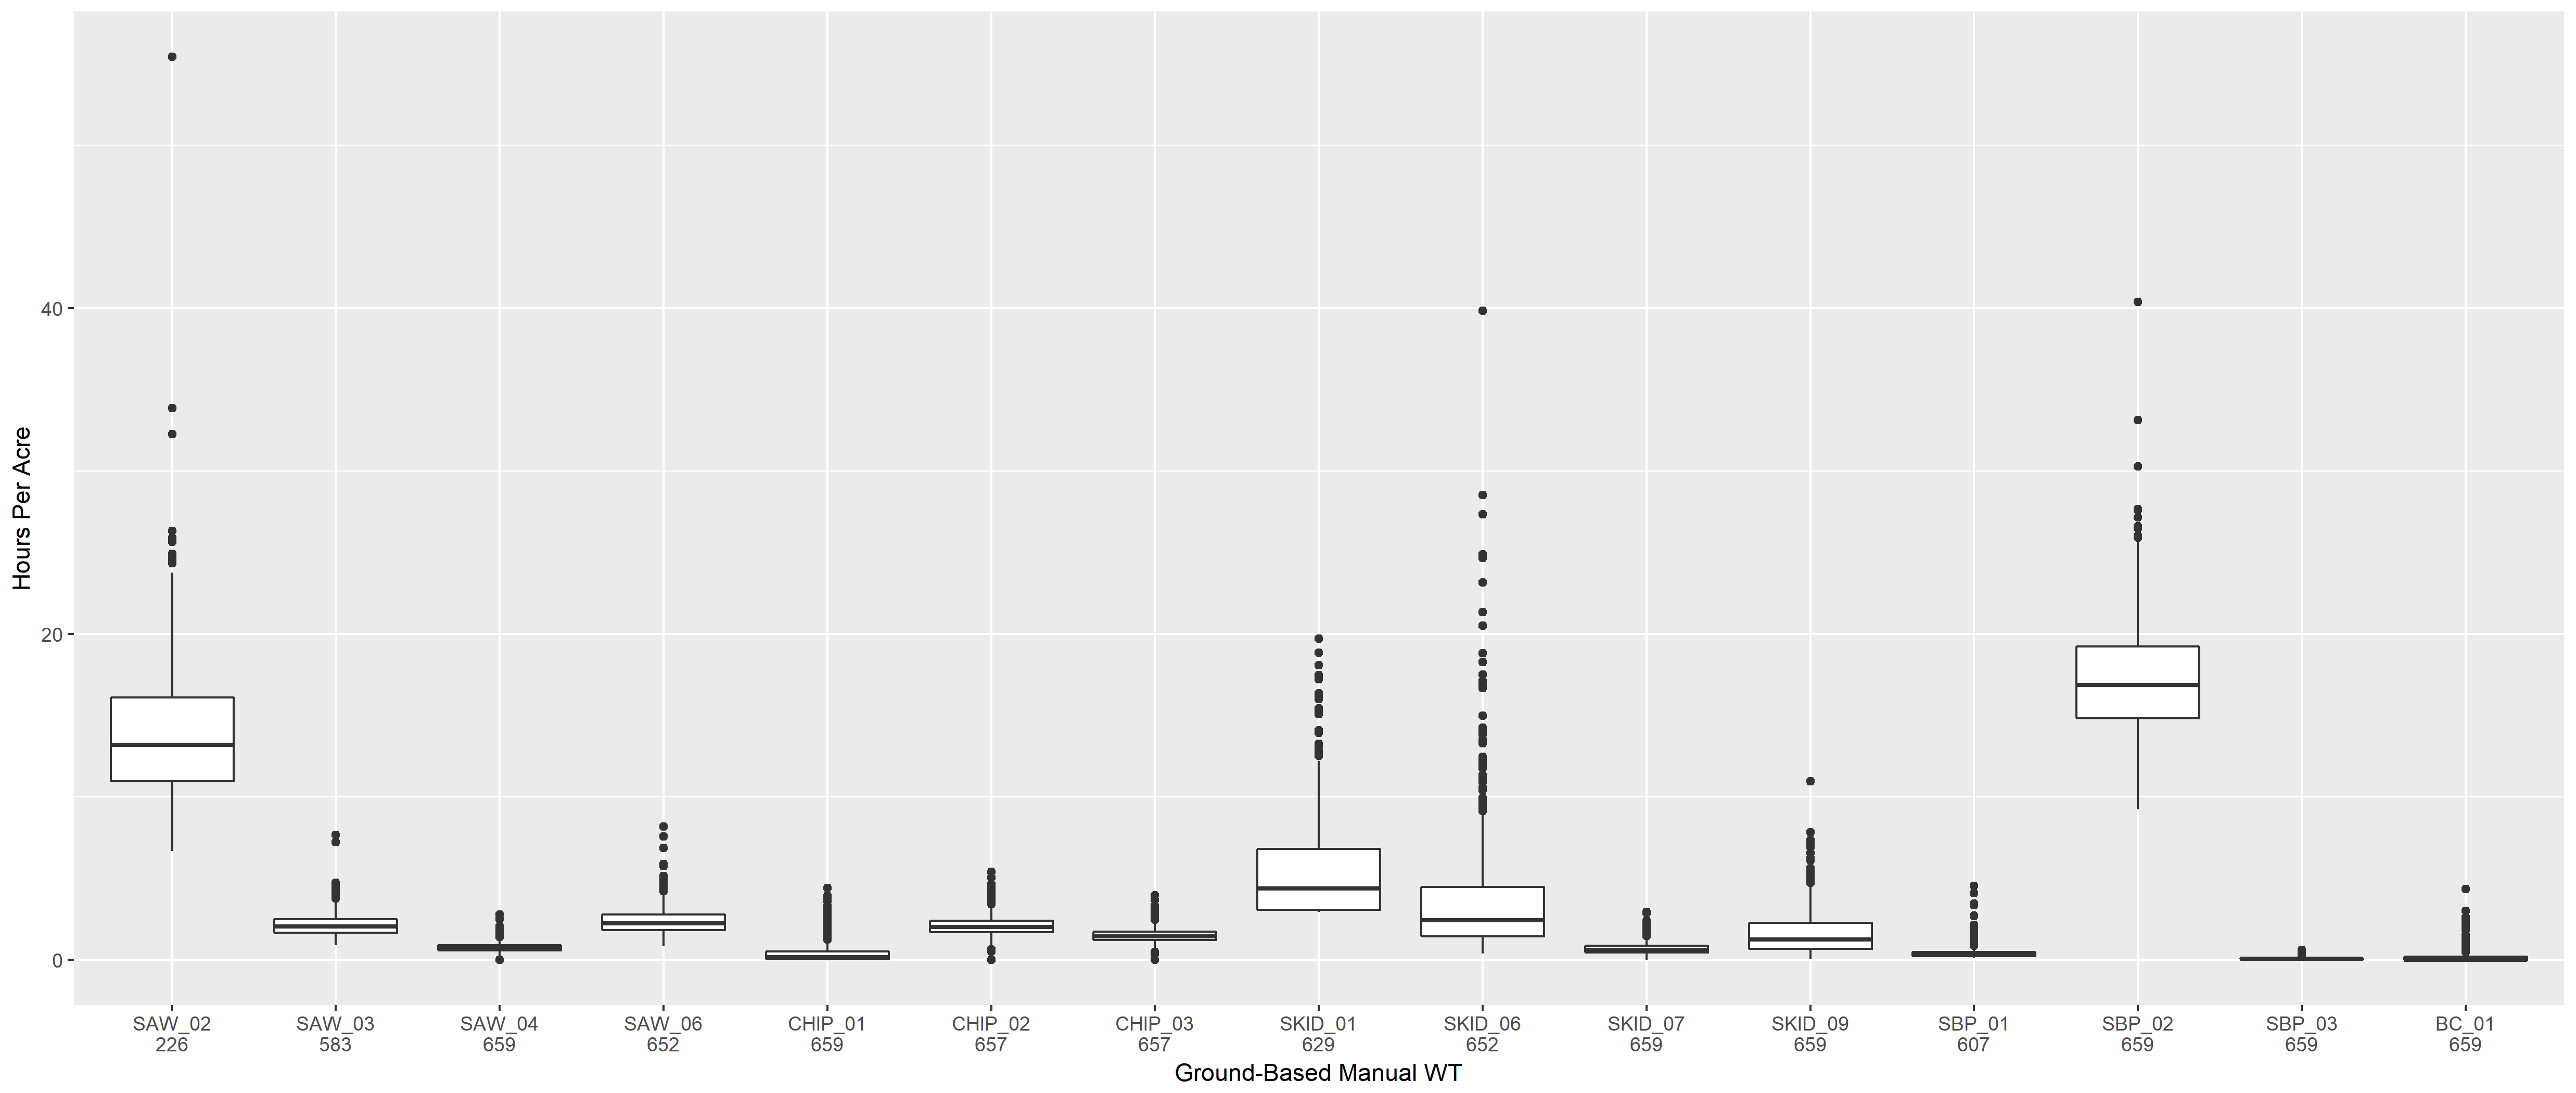 Hours Per Acre
40
20
0
SAW_02 SAW_03 SAW_04 SAW_06 CHIP_01 CHIP_02 CHIP_03 SKID_01 SKID_06 SKID_07 SKID_09 SBP_01 SBP_02 SBP_03 BC_01
226 583 659 652 659 657 657 629 652 659 659 607 659 659 659
Ground-Based Manual WT